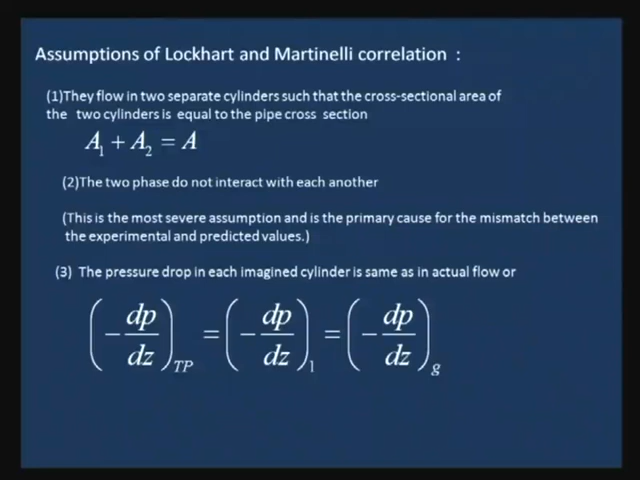 Assumptions of Lockhart and Martinelli correlation :
(1)They flow in two separate cylinders such that the cross-sectional area of
the two cylinders is equal to the pipe cross section
A₁ + A₂ = A
(2)The two phase do not interact with each another
(This is the most severe assumption and is the primary cause for the mismatch between
the experimental and predicted values.)
(3) The pressure drop in each imagined cylinder is same as in actual flow or
(− dp/dz)_TP = (− dp/dz)_1 = (− dp/dz)_g